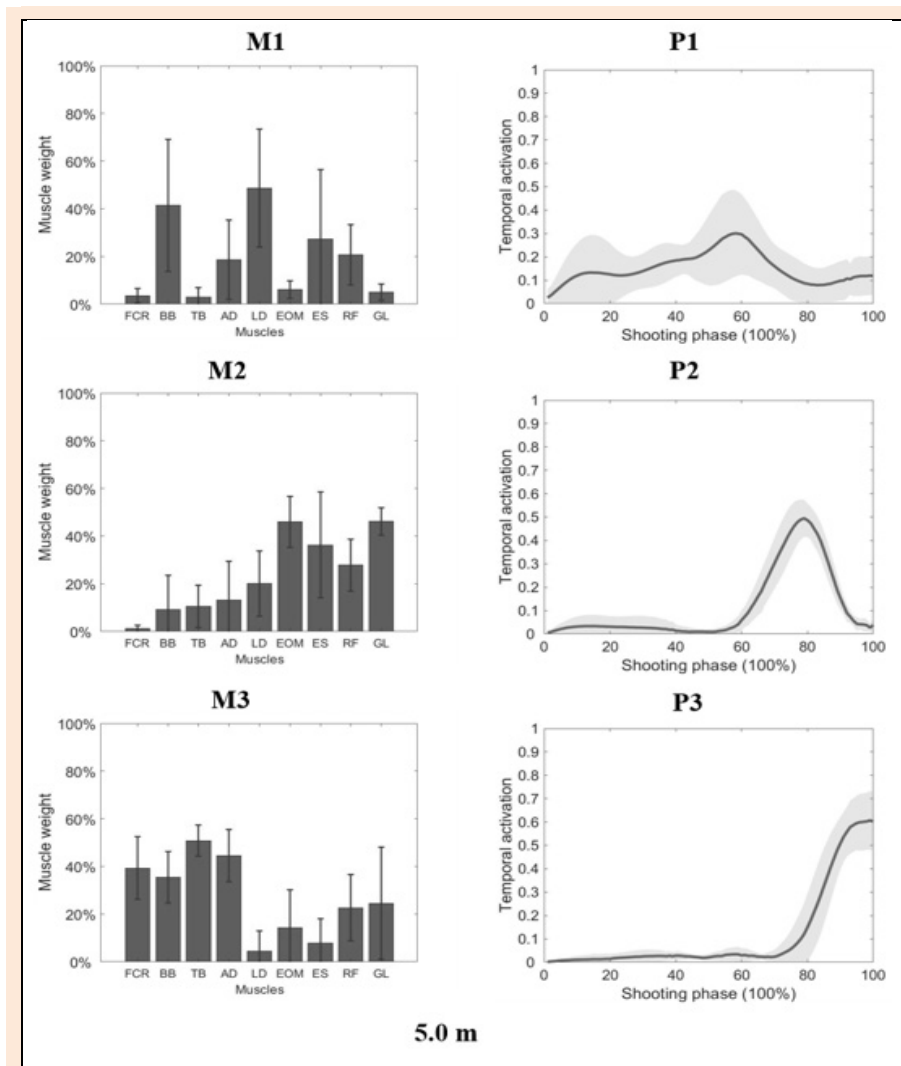 M1
P1
100%
80%
60%
40%
20%
0%
Muscle weight
FCR BB TB AD LD EOM ES RF GL
Muscles
1
0.9
0.8
0.7
0.6
0.5
0.4
0.3
0.2
0.1
0
Temporal activation
0 20 40 60 80 100
Shooting phase (100%)
M2
P2
100%
80%
60%
40%
20%
0%
Muscle weight
FCR BB TB AD LD EOM ES RF GL
Muscles
1
0.9
0.8
0.7
0.6
0.5
0.4
0.3
0.2
0.1
0
Temporal activation
0 20 40 60 80 100
Shooting phase (100%)
M3
P3
100%
80%
60%
40%
20%
0%
Muscle weight
FCR BB TB AD LD EOM ES RF GL
Muscles
1
0.9
0.8
0.7
0.6
0.5
0.4
0.3
0.2
0.1
0
Temporal activation
0 20 40 60 80 100
Shooting phase (100%)
5.0 m